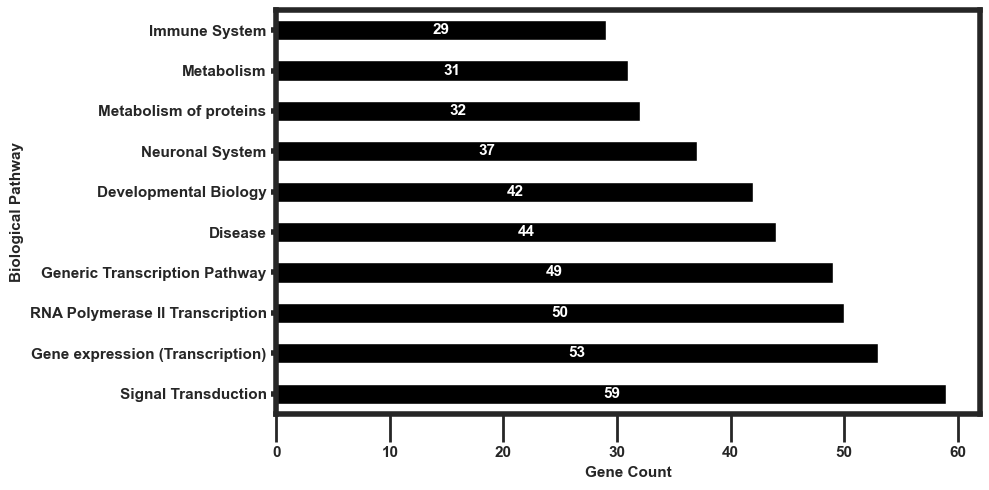 Biological Pathway
Immune System 29
Metabolism 31
Metabolism of proteins 32
Neuronal System 37
Developmental Biology 42
Disease 44
Generic Transcription Pathway 49
RNA Polymerase II Transcription 50
Gene expression (Transcription) 53
Signal Transduction 59
0 10 20 30 40 50 60
Gene Count